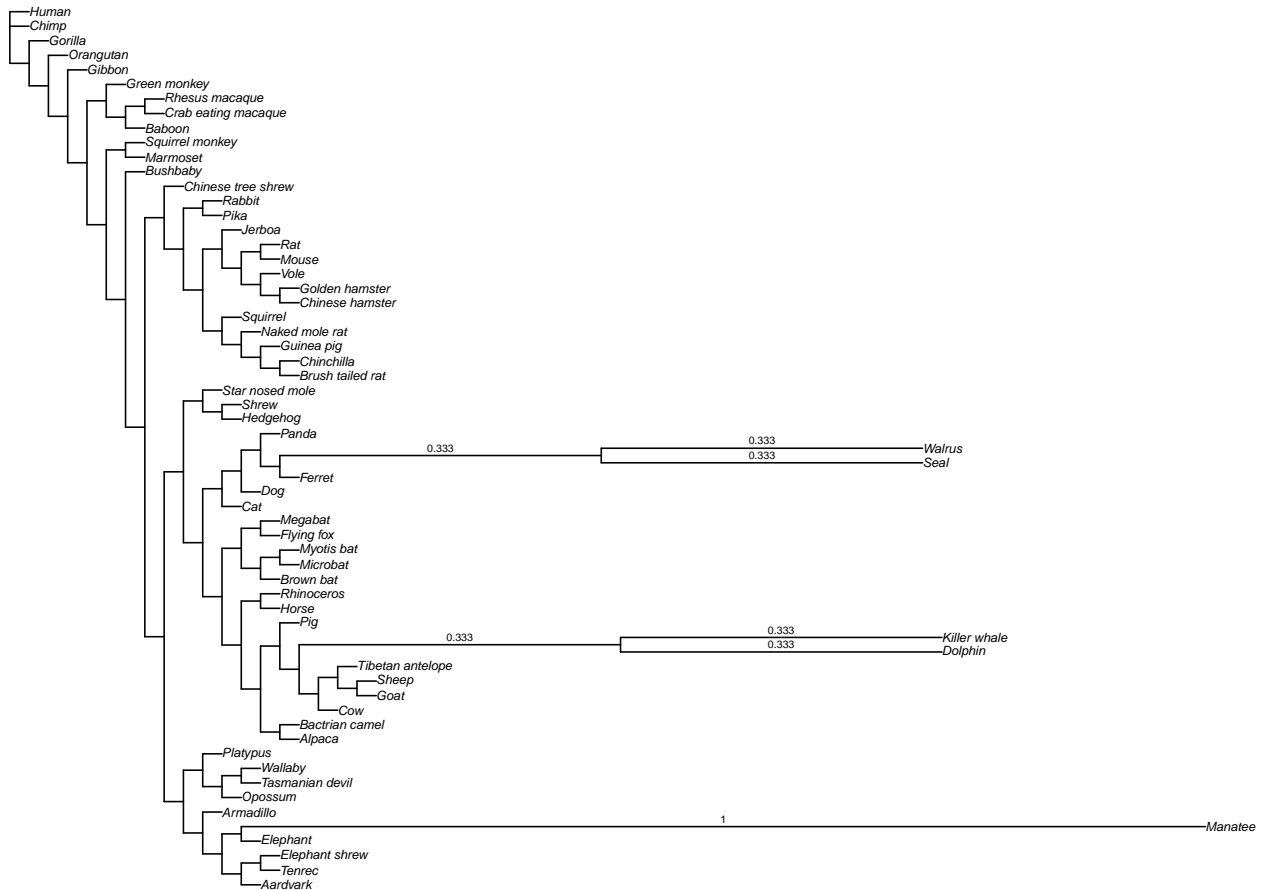 Human
Chimp
Gorilla
Orangutan
Gibbon
Green monkey
Rhesus macaque
Crab eating macaque
Baboon
Squirrel monkey
Marmoset
Bushbaby
Chinese tree shrew
Rabbit
Pika
Jerboa
Rat
Mouse
Vole
Golden hamster
Chinese hamster
Squirrel
Naked mole rat
Guinea pig
Chinchilla
Brush tailed rat
Star nosed mole
Shrew
Hedgehog
Panda
0.333 0.333 Walrus
0.333 Seal
Ferret
Dog
Cat
Megabat
Flying fox
Myotis bat
Microbat
Brown bat
Rhinoceros
Horse
Pig
0.333 0.333 Killer whale
0.333 Dolphin
Tibetan antelope
Sheep
Goat
Cow
Bactrian camel
Alpaca
Platypus
Wallaby
Tasmanian devil
Opossum
Armadillo
1 Manatee
Elephant
Elephant shrew
Tenrec
Aardvark